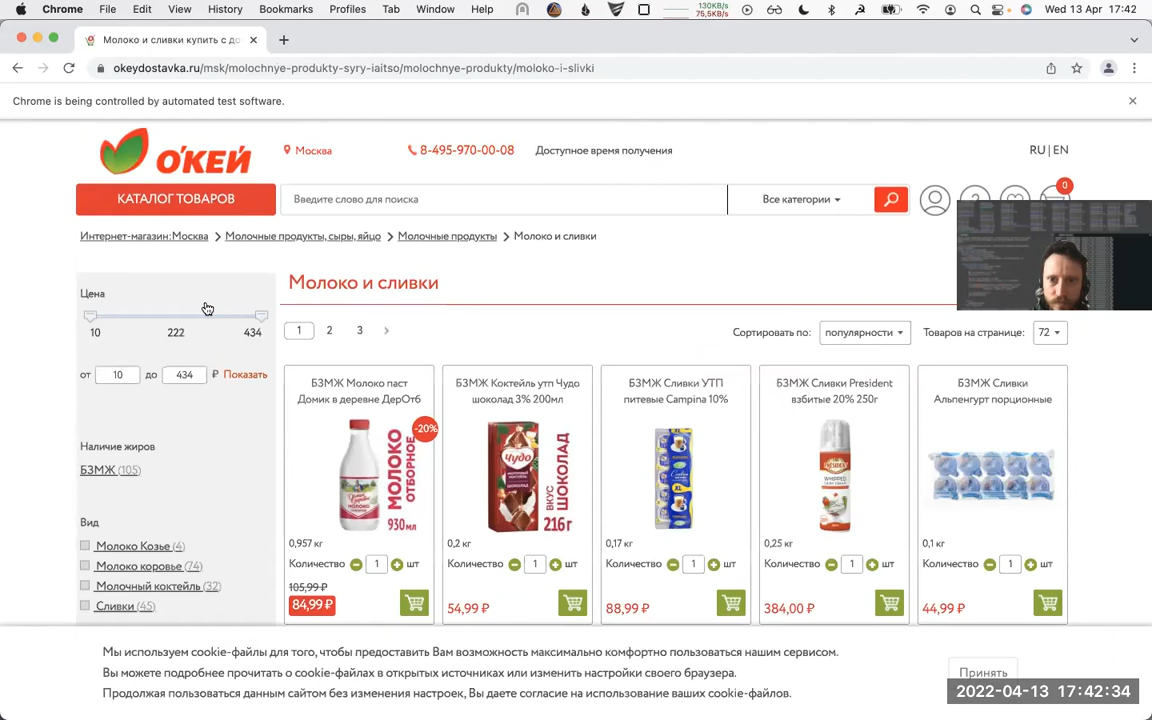 Chrome File Edit View History Bookmarks Profiles Tab Window Help 130KB/s 75,5KB/s Wed 13 Apr 17:42
Молоко и сливки купить с до
okeydostavka.ru/msk/molochnye-produkty-syry-iaitso/molochnye-produkty/moloko-i-slivki
Chrome is being controlled by automated test software.
О'КЕЙ Москва 8-495-970-00-08 Доступное время получения RU | EN
КАТАЛОГ ТОВАРОВ Введите слово для поиска Все категории 0
Интернет-магазин:Москва Молочные продукты, сыры, яйцо Молочные продукты Молоко и сливки
Цена
10 222 434
от 10 до 434 ₽ Показать
Наличие жиров
БЗМЖ (105)
Вид
Молоко Козье (4)
Молоко коровье (74)
Молочный коктейль (32)
Сливки (45)
Молоко и сливки
1 2 3 Сортировать по: популярности Товаров на странице: 72
БЗМЖ Молоко паст
Домик в деревне ДерОтб
-20%
МОЛОКО
ОТБОРНОЕ
930мл
0,957 кг
Количество 1 шт
105,99 ₽
84,99 ₽
БЗМЖ Коктейль утп Чудо
шоколад 3% 200мл
Чудо
ВКУС
ШОКОЛАД
216г
0,2 кг
Количество 1 шт
54,99 ₽
БЗМЖ Сливки УТП
питевые Campina 10%
XL
0,17 кг
Количество 1 шт
88,99 ₽
БЗМЖ Сливки President
взбитые 20% 250г
0,25 кг
Количество 1 шт
384,00 ₽
БЗМЖ Сливки
Альпенгурт порционные
0,1 кг
Количество 1 шт
44,99 ₽
Мы используем cookie-файлы для того, чтобы предоставить Вам возможность максимально комфортно пользоваться нашим сервисом.
Вы можете подробнее прочитать о cookie-файлах в открытых источниках или изменить настройки своего браузера.
Продолжая пользоваться данным сайтом без изменения настроек, Вы даете согласие на использование ваших cookie-файлов.
Принять
2022-04-13 17:42:34